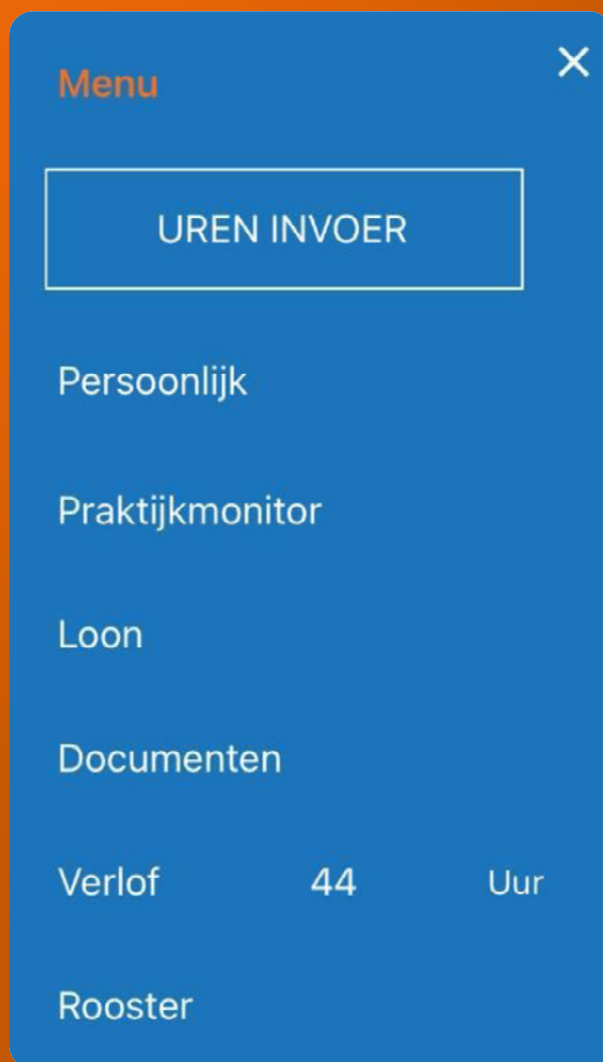 Menu
UREN INVOER
Persoonlijk
Praktijkmonitor
Loon
Documenten
Verlof 44 Uur
Rooster